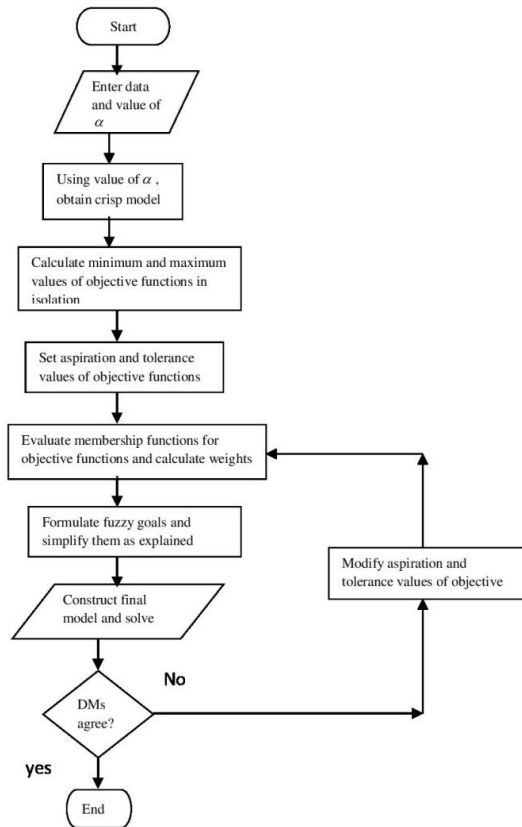 Start
Enter data
and value of
α
Using value of α ,
obtain crisp model
Calculate minimum and maximum
values of objective functions in
isolation
Set aspiration and tolerance
values of objective functions
Evaluate membership functions for
objective functions and calculate weights
Formulate fuzzy goals and
simplify them as explained
Modify aspiration and
tolerance values of objective
Construct final
model and solve
No
DMs
agree?
yes
End